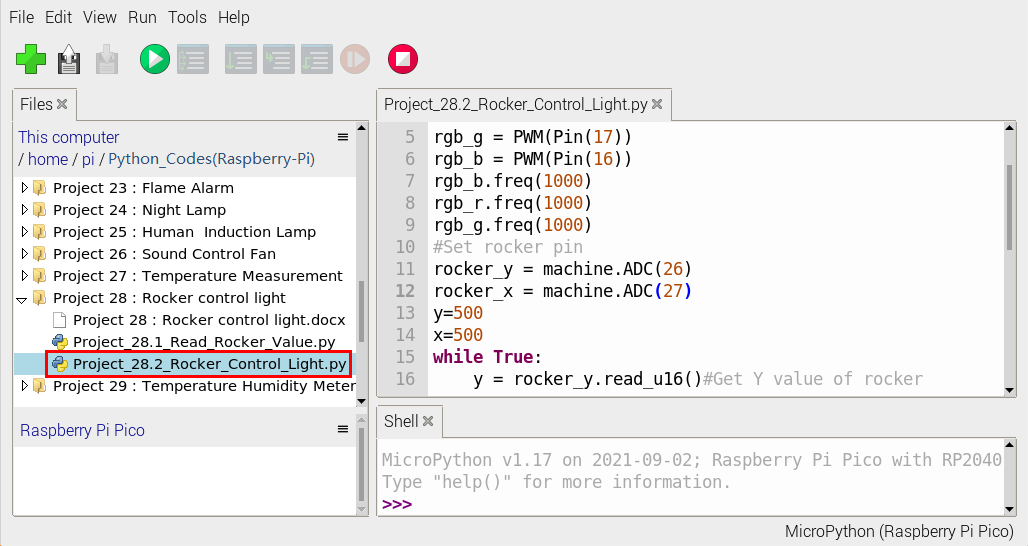 File Edit View Run Tools Help
Files
This computer
/ home / pi / Python_Codes(Raspberry-Pi)
Project 23 : Flame Alarm
Project 24 : Night Lamp
Project 25 : Human  Induction Lamp
Project 26 : Sound Control Fan
Project 27 : Temperature Measurement
Project 28 : Rocker control light
Project 28 : Rocker control light.docx
Project_28.1_Read_Rocker_Value.py
Project_28.2_Rocker_Control_Light.py
Project 29 : Temperature Humidity Meter
Raspberry Pi Pico
Project_28.2_Rocker_Control_Light.py
5 rgb_g = PWM(Pin(17))
6 rgb_b = PWM(Pin(16))
7 rgb_b.freq(1000)
8 rgb_r.freq(1000)
9 rgb_g.freq(1000)
10 #Set rocker pin
11 rocker_y = machine.ADC(26)
12 rocker_x = machine.ADC(27)
13 y=500
14 x=500
15 while True:
16     y = rocker_y.read_u16()#Get Y value of rocker
Shell
MicroPython v1.17 on 2021-09-02; Raspberry Pi Pico with RP2040
Type "help()" for more information.
>>>
MicroPython (Raspberry Pi Pico)